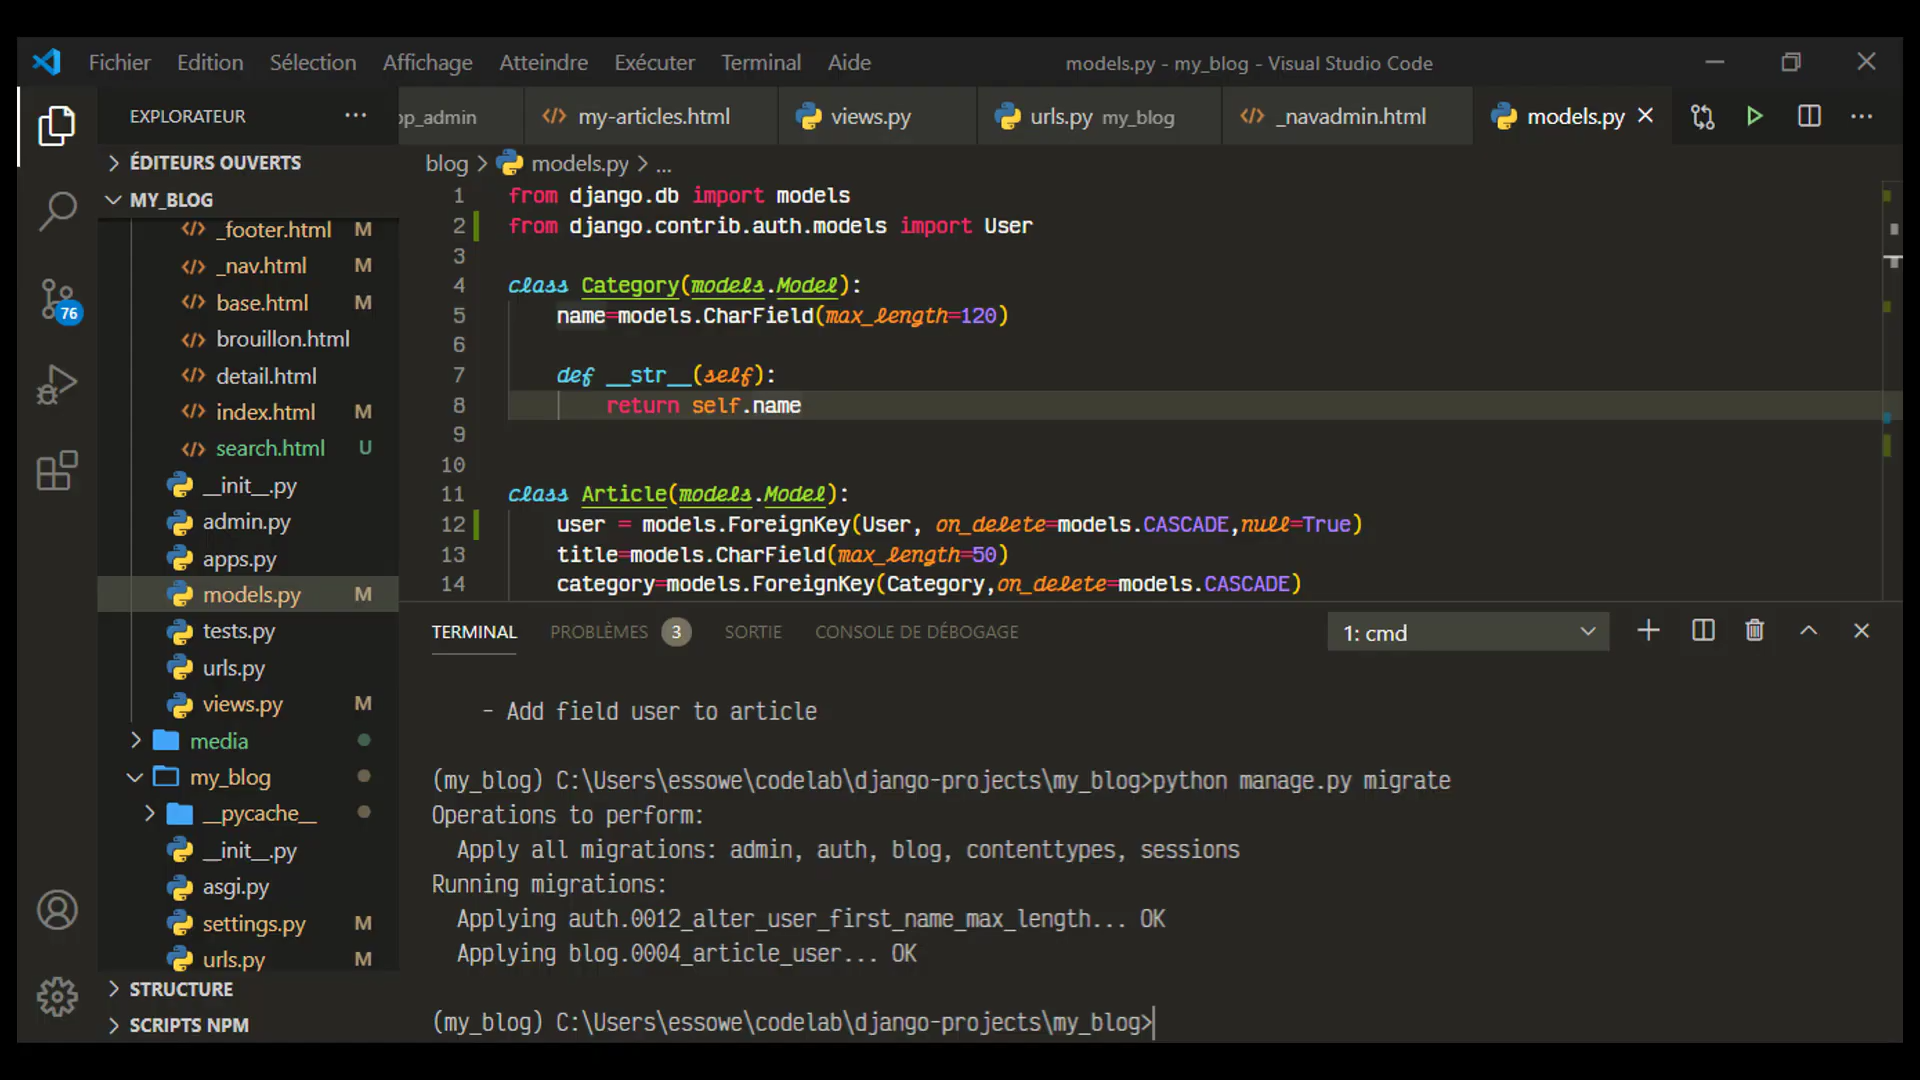 Fichier Edition Sélection Affichage Atteindre Exécuter Terminal Aide models.py - my_blog - Visual Studio Code
EXPLORATEUR
op_admin my-articles.html views.py urls.py my_blog _navadmin.html models.py
ÉDITEURS OUVERTS
MY_BLOG
_footer.html M
_nav.html M
base.html M
brouillon.html
detail.html
index.html M
search.html U
__init__.py
admin.py
apps.py
models.py M
tests.py
urls.py
views.py M
media
my_blog
__pycache__
__init__.py
asgi.py
settings.py M
urls.py M
STRUCTURE
SCRIPTS NPM
76
blog > models.py > ...
1 from django.db import models
2 from django.contrib.auth.models import User
3
4 class Category(models.Model):
5 name=models.CharField(max_length=120)
6
7 def __str__(self):
8 return self.name
9
10
11 class Article(models.Model):
12 user = models.ForeignKey(User, on_delete=models.CASCADE,null=True)
13 title=models.CharField(max_length=50)
14 category=models.ForeignKey(Category,on_delete=models.CASCADE)
TERMINAL PROBLÈMES 3 SORTIE CONSOLE DE DÉBOGAGE 1: cmd
- Add field user to article
(my_blog) C:\Users\essowe\codelab\django-projects\my_blog>python manage.py migrate
Operations to perform:
Apply all migrations: admin, auth, blog, contenttypes, sessions
Running migrations:
Applying auth.0012_alter_user_first_name_max_length... OK
Applying blog.0004_article_user... OK
(my_blog) C:\Users\essowe\codelab\django-projects\my_blog>